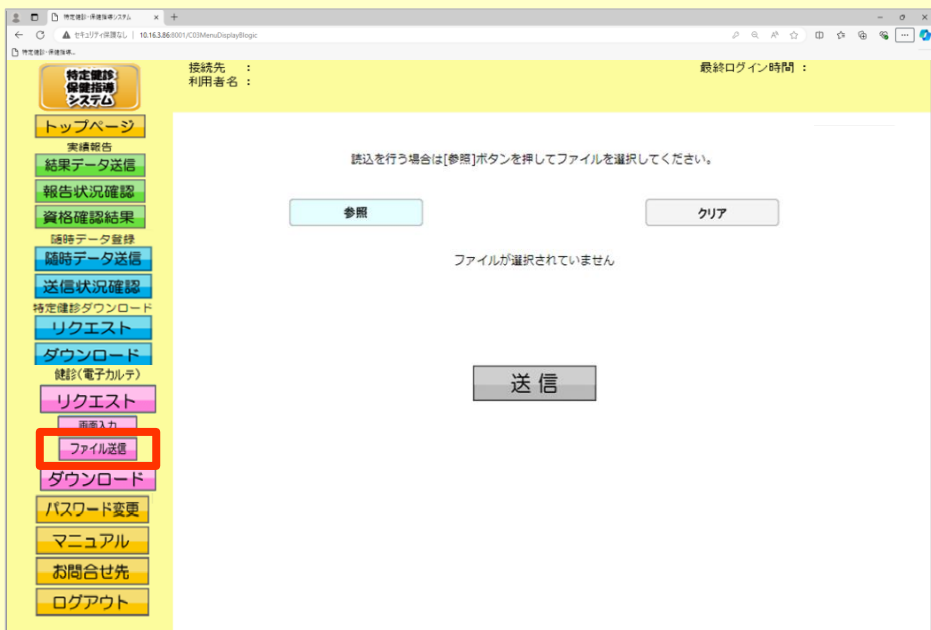 特定健診・保健指導システム
セキュリティ保護なし | 10.16.3.86:8001/C03MenuDisplayBlogic
特定健診・保健指導...
特定健診
保健指導
システム
接続先 :
利用者名 :
最終ログイン時間 :
トップページ
実績報告
結果データ送信
報告状況確認
資格確認結果
随時データ登録
随時データ送信
送信状況確認
特定健診ダウンロード
リクエスト
ダウンロード
健診(電子カルテ)
リクエスト
画面入力
ファイル送信
ダウンロード
パスワード変更
マニュアル
お問合せ先
ログアウト
読込を行う場合は[参照]ボタンを押してファイルを選択してください。
参照
クリア
ファイルが選択されていません
送信